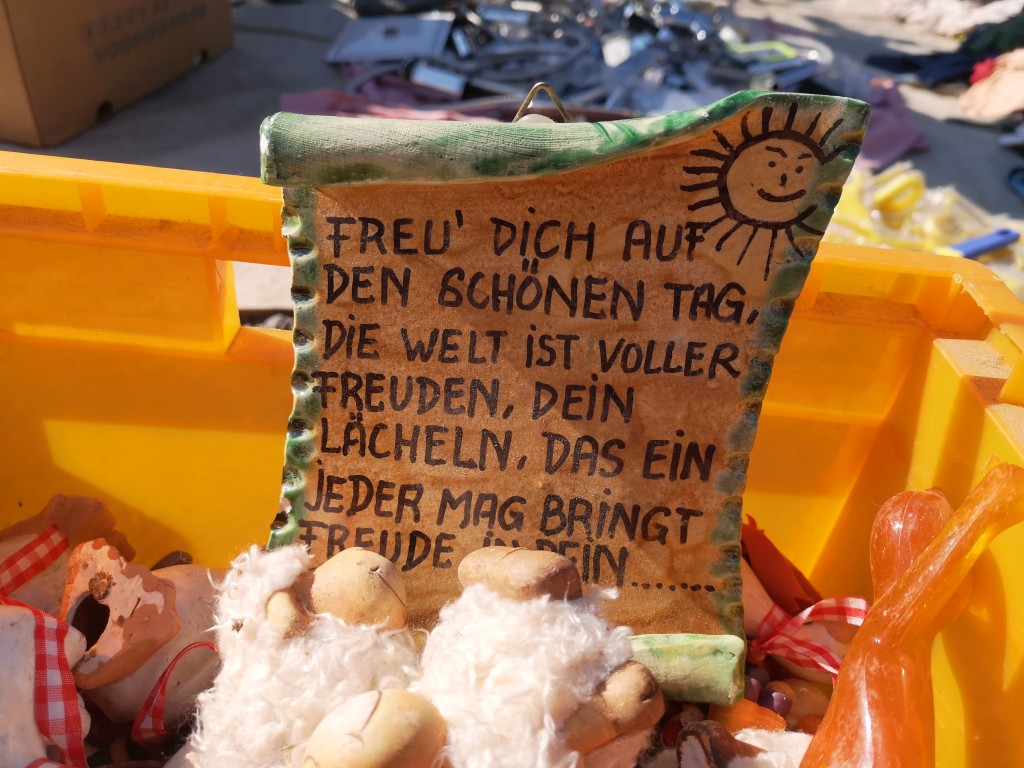 FREU' DICH AUF
DEN SCHÖNEN TAG,
DIE WELT IST VOLLER
FREUDEN, DEIN
LÄCHELN, DAS EIN
JEDER MAG BRINGT
FREUDE IN DEIN.......